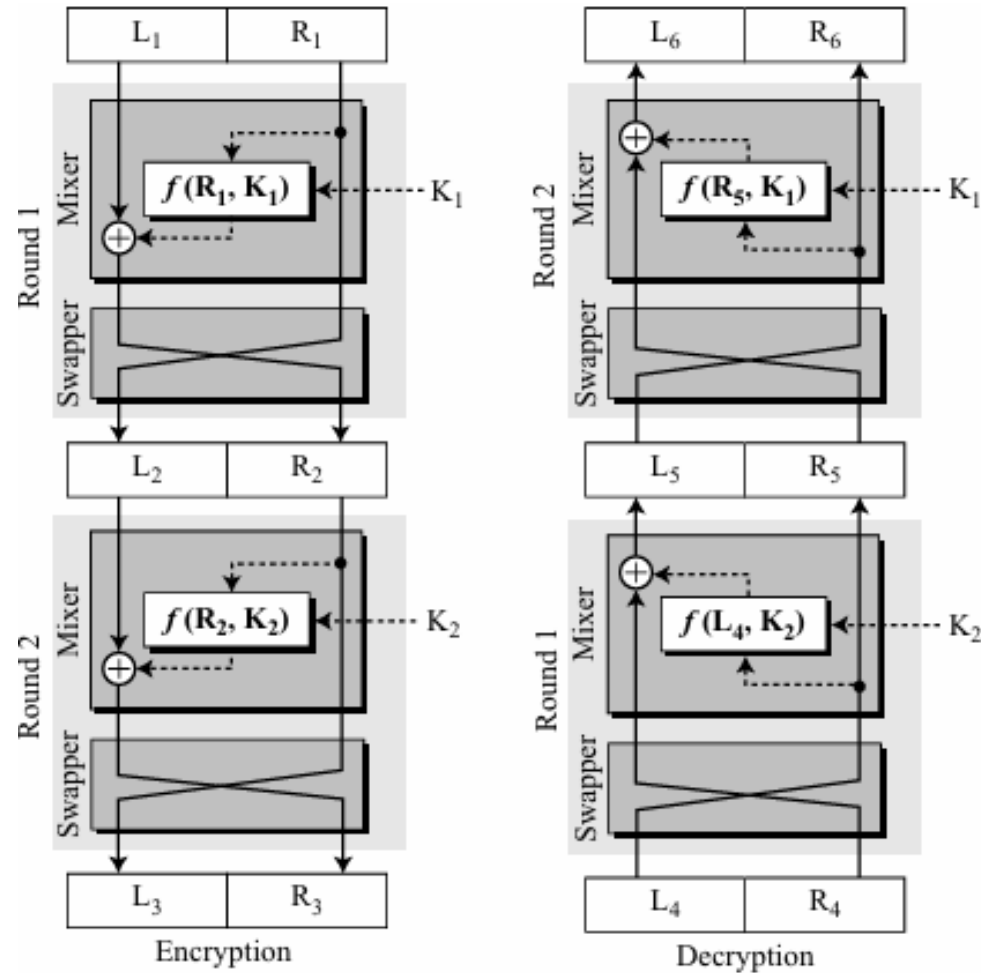 L₁ R₁
Round 1
Mixer
f(R₁, K₁)
K₁
Swapper
L₂ R₂
Round 2
Mixer
f(R₂, K₂)
K₂
Swapper
L₃ R₃
Encryption
L₆ R₆
Round 2
Mixer
f(R₅, K₁)
K₁
Swapper
L₅ R₅
Round 1
Mixer
f(L₄, K₂)
K₂
Swapper
L₄ R₄
Decryption